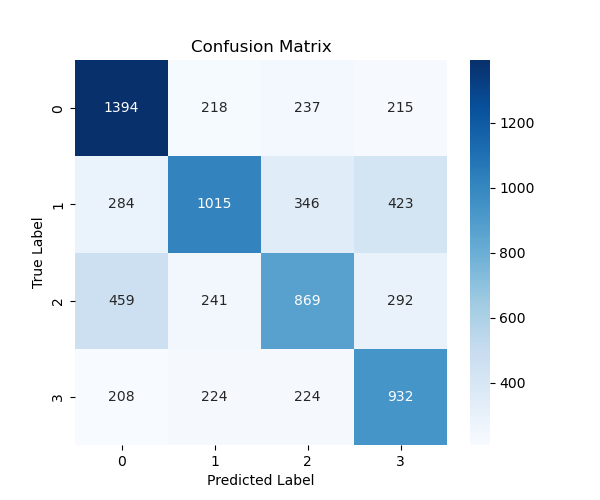 Confusion Matrix
True Label
0 1394 218 237 215
1 284 1015 346 423
2 459 241 869 292
3 208 224 224 932
0 1 2 3
Predicted Label
1200
1000
800
600
400